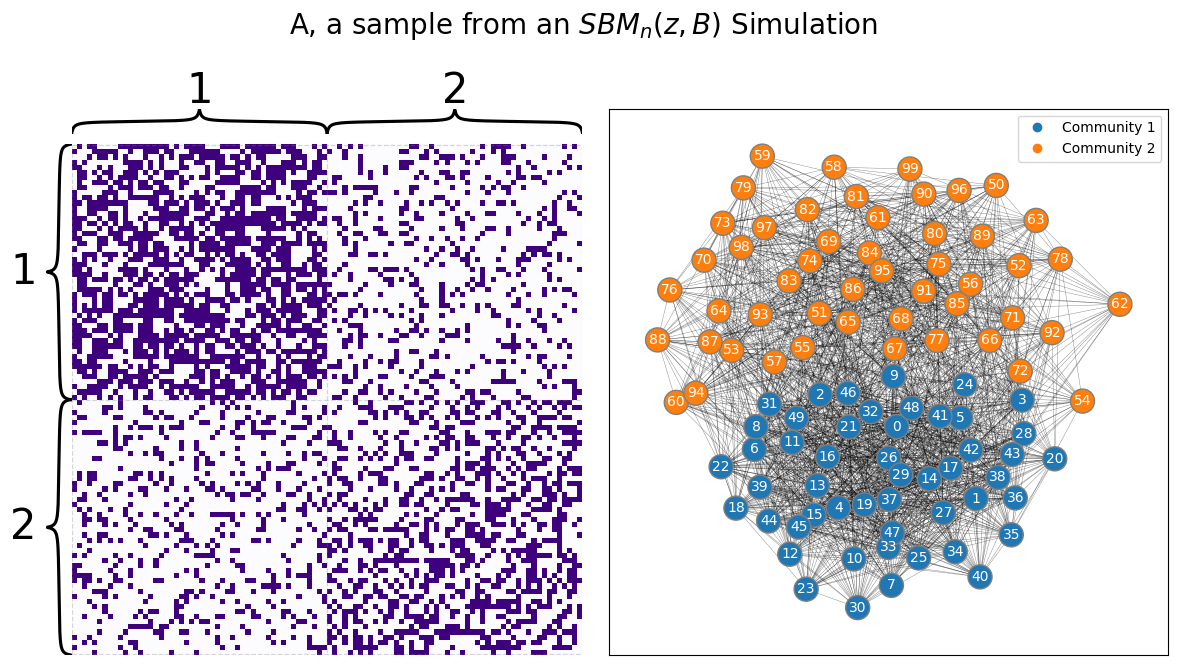 A, a sample from an $SBM_n(z, B)$ Simulation
1 2
1
2
Community 1
Community 2
59
58 99
79 81 90 96 50
82
73 97 61 63
98 69 80 89
70 74 84 95 75 52 78
83 86 91 56
76 85 62
64 93 51 65 68 71
88 87 53 55 67 77 66 92
57
9 72
60 94 2 46 24 3 54
31 32 48
8 49 21 0 41 5 28
6 11 42 43
22 16 26 17 20
39 13 29 14 38
18 4 19 37 1 36
44 45 15 27
47 35
12 10 33 25 34
23 7 40
30